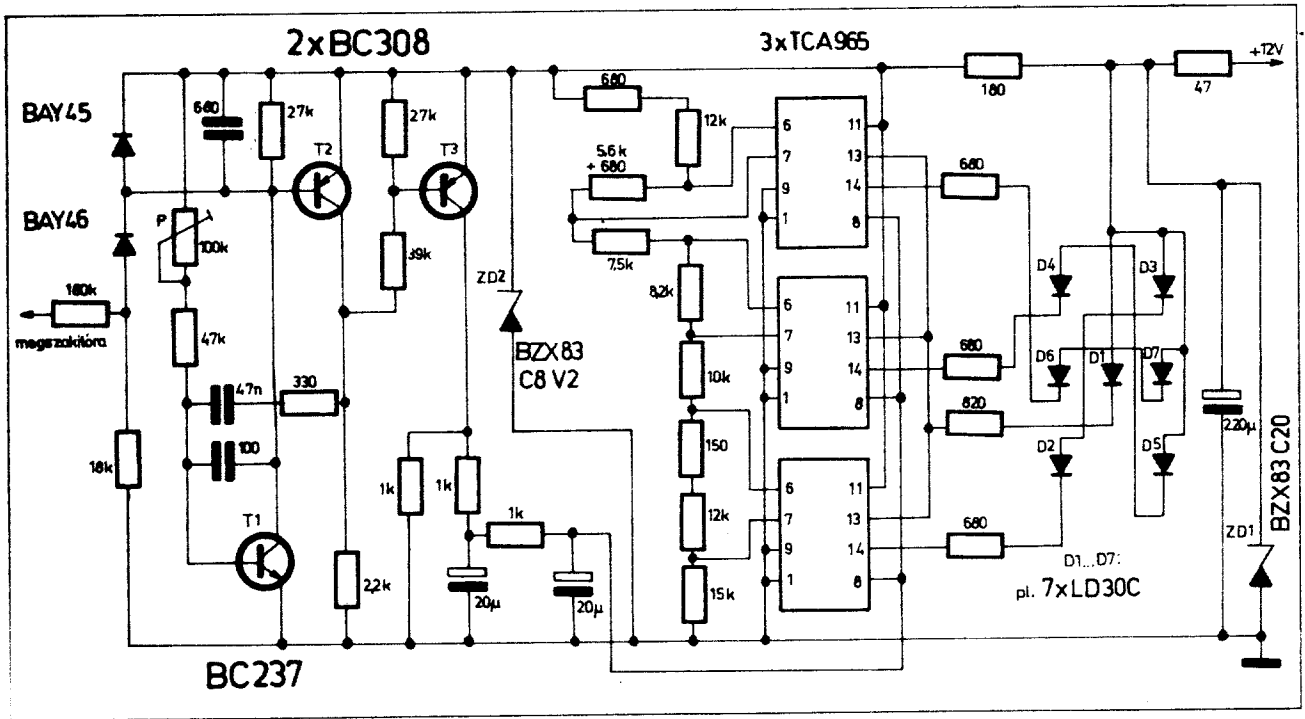 2xBC308
3xTCA965
+12V
BAY45
BAY46
680
27k
T2
27k
T3
P
100k
180k
megszakítóra
47k
39k
4,7n
330
100
18k
T1
BC237
2,2k
1k
1k
1k
20µ
20µ
ZD2
BZX83
C8 V2
680
12k
5,6k
+ 680
7,5k
8,2k
10k
150
12k
15k
6
7
9
1
11
13
14
8
6
7
9
1
11
13
14
8
6
7
9
1
11
13
14
8
180
47
680
680
820
680
D4
D3
D6
D1
D7
D2
D5
D1...D7:
pl. 7xLD30C
220µ
ZD1
BZX83 C20